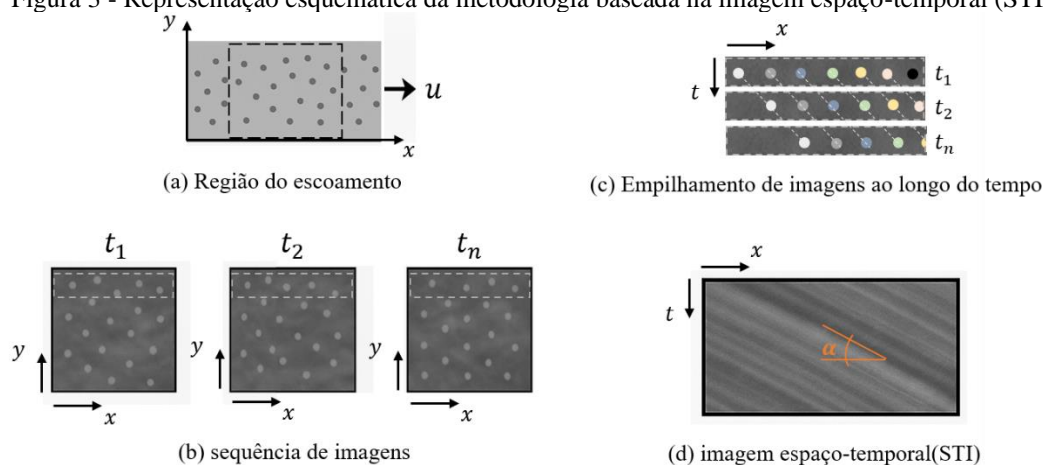 Figura 3 - Representação esquemática da metodologia baseada na imagem espaço-temporal (STI
y
u
x
(a) Região do escoamento
x
t
t₁
t₂
tₙ
(c) Empilhamento de imagens ao longo do tempo
t₁
t₂
tₙ
y
x
y
x
y
x
(b) sequência de imagens
x
t
α
(d) imagem espaço-temporal(STI)